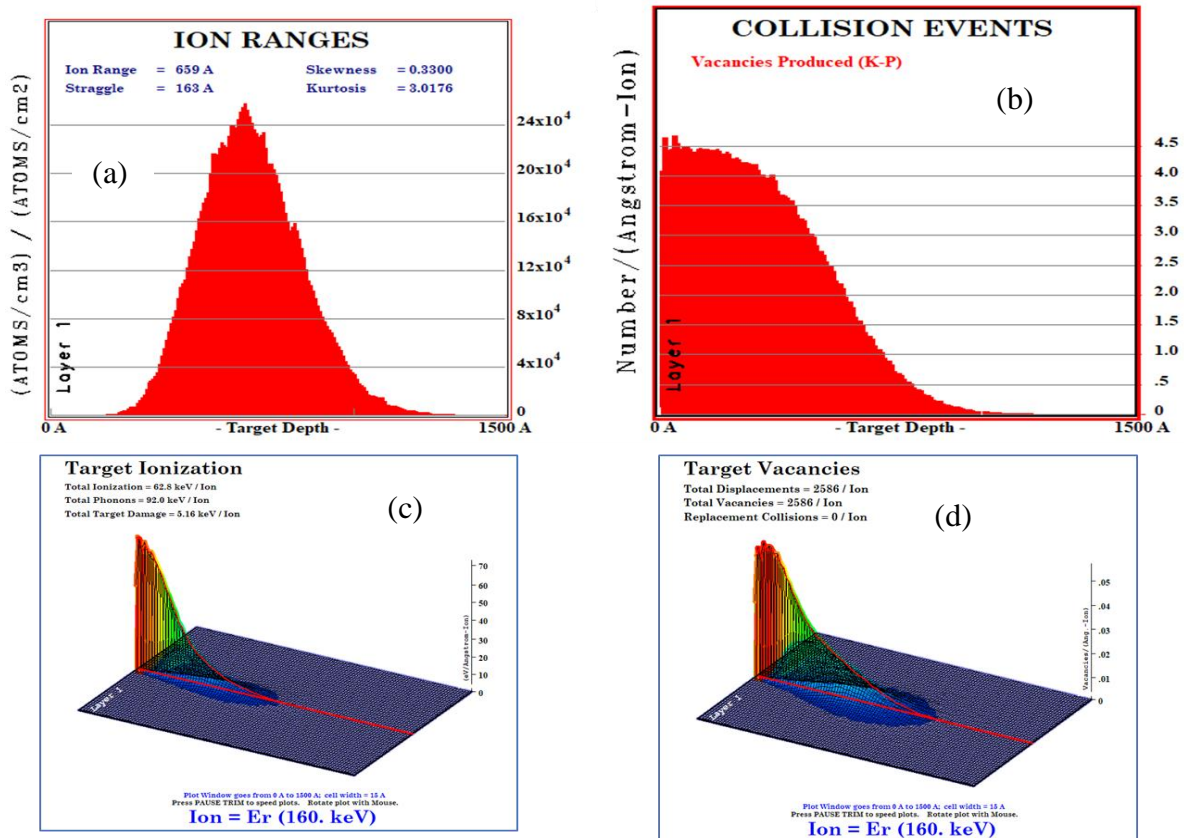 ION RANGES
Ion Range = 659 A Skewness = 0.3300
Straggle = 163 A Kurtosis = 3.0176
(ATOMS/cm3) / (ATOMS/cm2)
(a)
24x10^4
20x10^4
16x10^4
12x10^4
8x10^4
4x10^4
0
Layer 1
0 A - Target Depth - 1500 A
COLLISION EVENTS
Vacancies Produced (K-P)
Number/(Angstrom-Ion)
(b)
4.5
4.0
3.5
3.0
2.5
2.0
1.5
1.0
.5
0
Layer 1
0 A - Target Depth - 1500 A
Target Ionization
Total Ionization = 62.8 keV / Ion
Total Phonons = 92.0 keV / Ion
Total Target Damage = 5.16 keV / Ion
(c)
70
60
50
40
30
20
10
0
(eV/Angstrom-Ion)
Layer 1
Plot Window goes from 0 A to 1500 A; cell width = 15 A
Press PAUSE TRIM to speed plots. Rotate plot with Mouse.
Ion = Er (160. keV)
Target Vacancies
Total Displacements = 2586 / Ion
Total Vacancies = 2586 / Ion
Replacement Collisions = 0 / Ion
(d)
.05
.04
.03
.02
.01
0
Vacancies/(Ang.-Ion)
Layer 1
Plot Window goes from 0 A to 1500 A; cell width = 15 A
Press PAUSE TRIM to speed plots. Rotate plot with Mouse.
Ion = Er (160. keV)